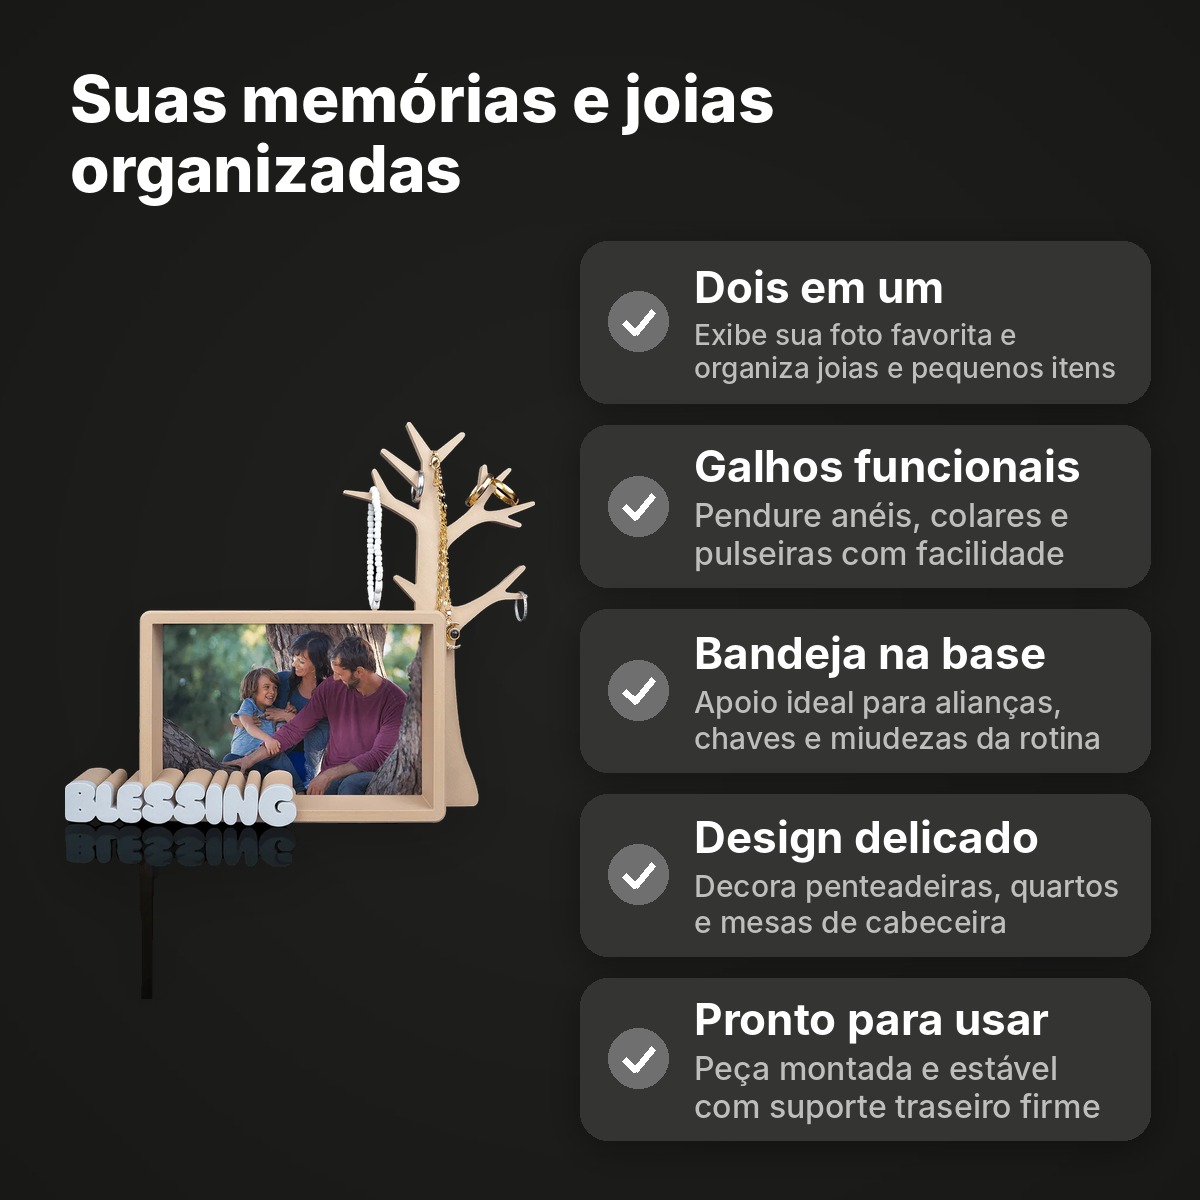 Suas memórias e joias
organizadas
Dois em um
Exibe sua foto favorita e
organiza joias e pequenos itens
Galhos funcionais
Pendure anéis, colares e
pulseiras com facilidade
Bandeja na base
Apoio ideal para alianças,
chaves e miudezas da rotina
BLESSING
Design delicado
Decora penteadeiras, quartos
e mesas de cabeceira
Pronto para usar
Peça montada e estável
com suporte traseiro firme